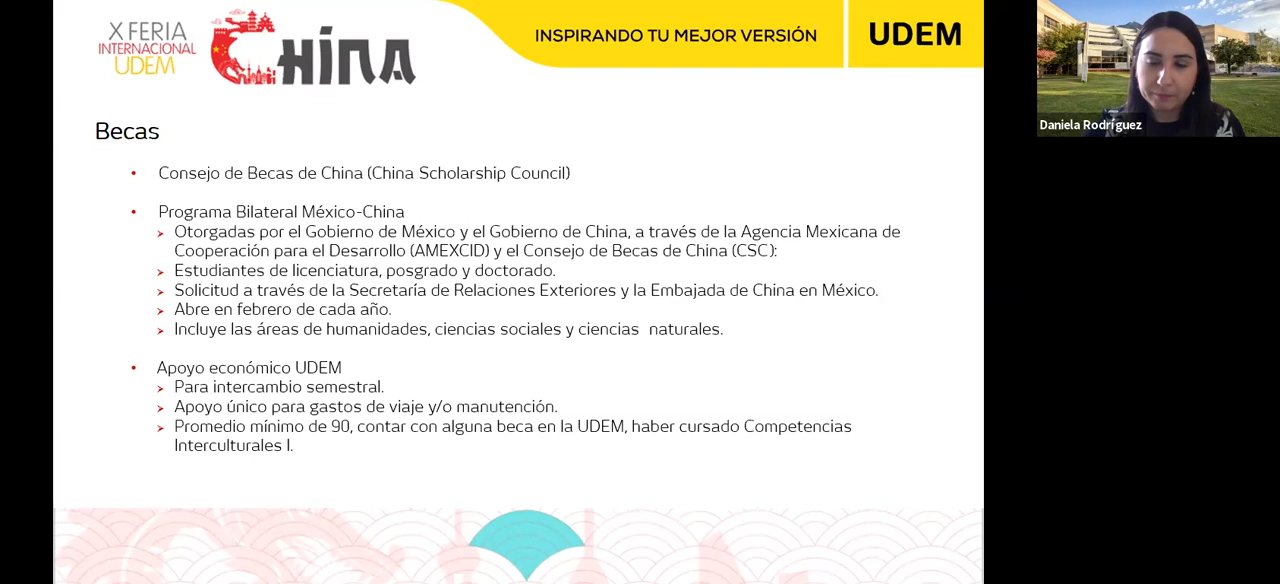 X FERIA
INTERNACIONAL
UDEM
CHINA
INSPIRANDO TU MEJOR VERSIÓN
UDEM
Daniela Rodríguez
Becas
• Consejo de Becas de China (China Scholarship Council)
• Programa Bilateral México-China
➢ Otorgadas por el Gobierno de México y el Gobierno de China, a través de la Agencia Mexicana de
Cooperación para el Desarrollo (AMEXCID) y el Consejo de Becas de China (CSC):
➢ Estudiantes de licenciatura, posgrado y doctorado.
➢ Solicitud a través de la Secretaría de Relaciones Exteriores y la Embajada de China en México.
➢ Abre en febrero de cada año.
➢ Incluye las áreas de humanidades, ciencias sociales y ciencias  naturales.
• Apoyo económico UDEM
➢ Para intercambio semestral.
➢ Apoyo único para gastos de viaje y/o manutención.
➢ Promedio mínimo de 90, contar con alguna beca en la UDEM, haber cursado Competencias
Interculturales I.